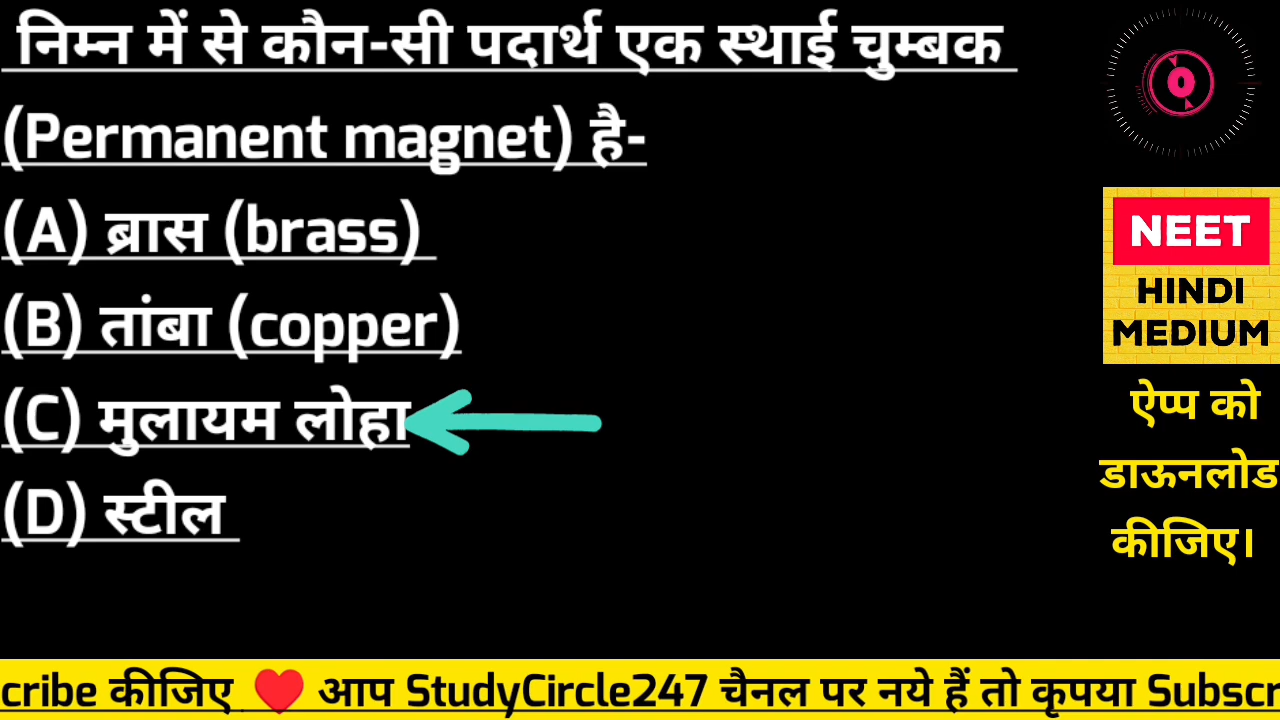 निम्न में से कौन-सी पदार्थ एक स्थाई चुम्बक
(Permanent magnet) है-
(A) ब्रास (brass)
(B) तांबा (copper)
(C) मुलायम लोहा
(D) स्टील
NEET
HINDI
MEDIUM
ऐप्प को
डाऊनलोड
कीजिए।
cribe कीजिए ❤️ आप StudyCircle247 चैनल पर नये हैं तो कृपया Subscr